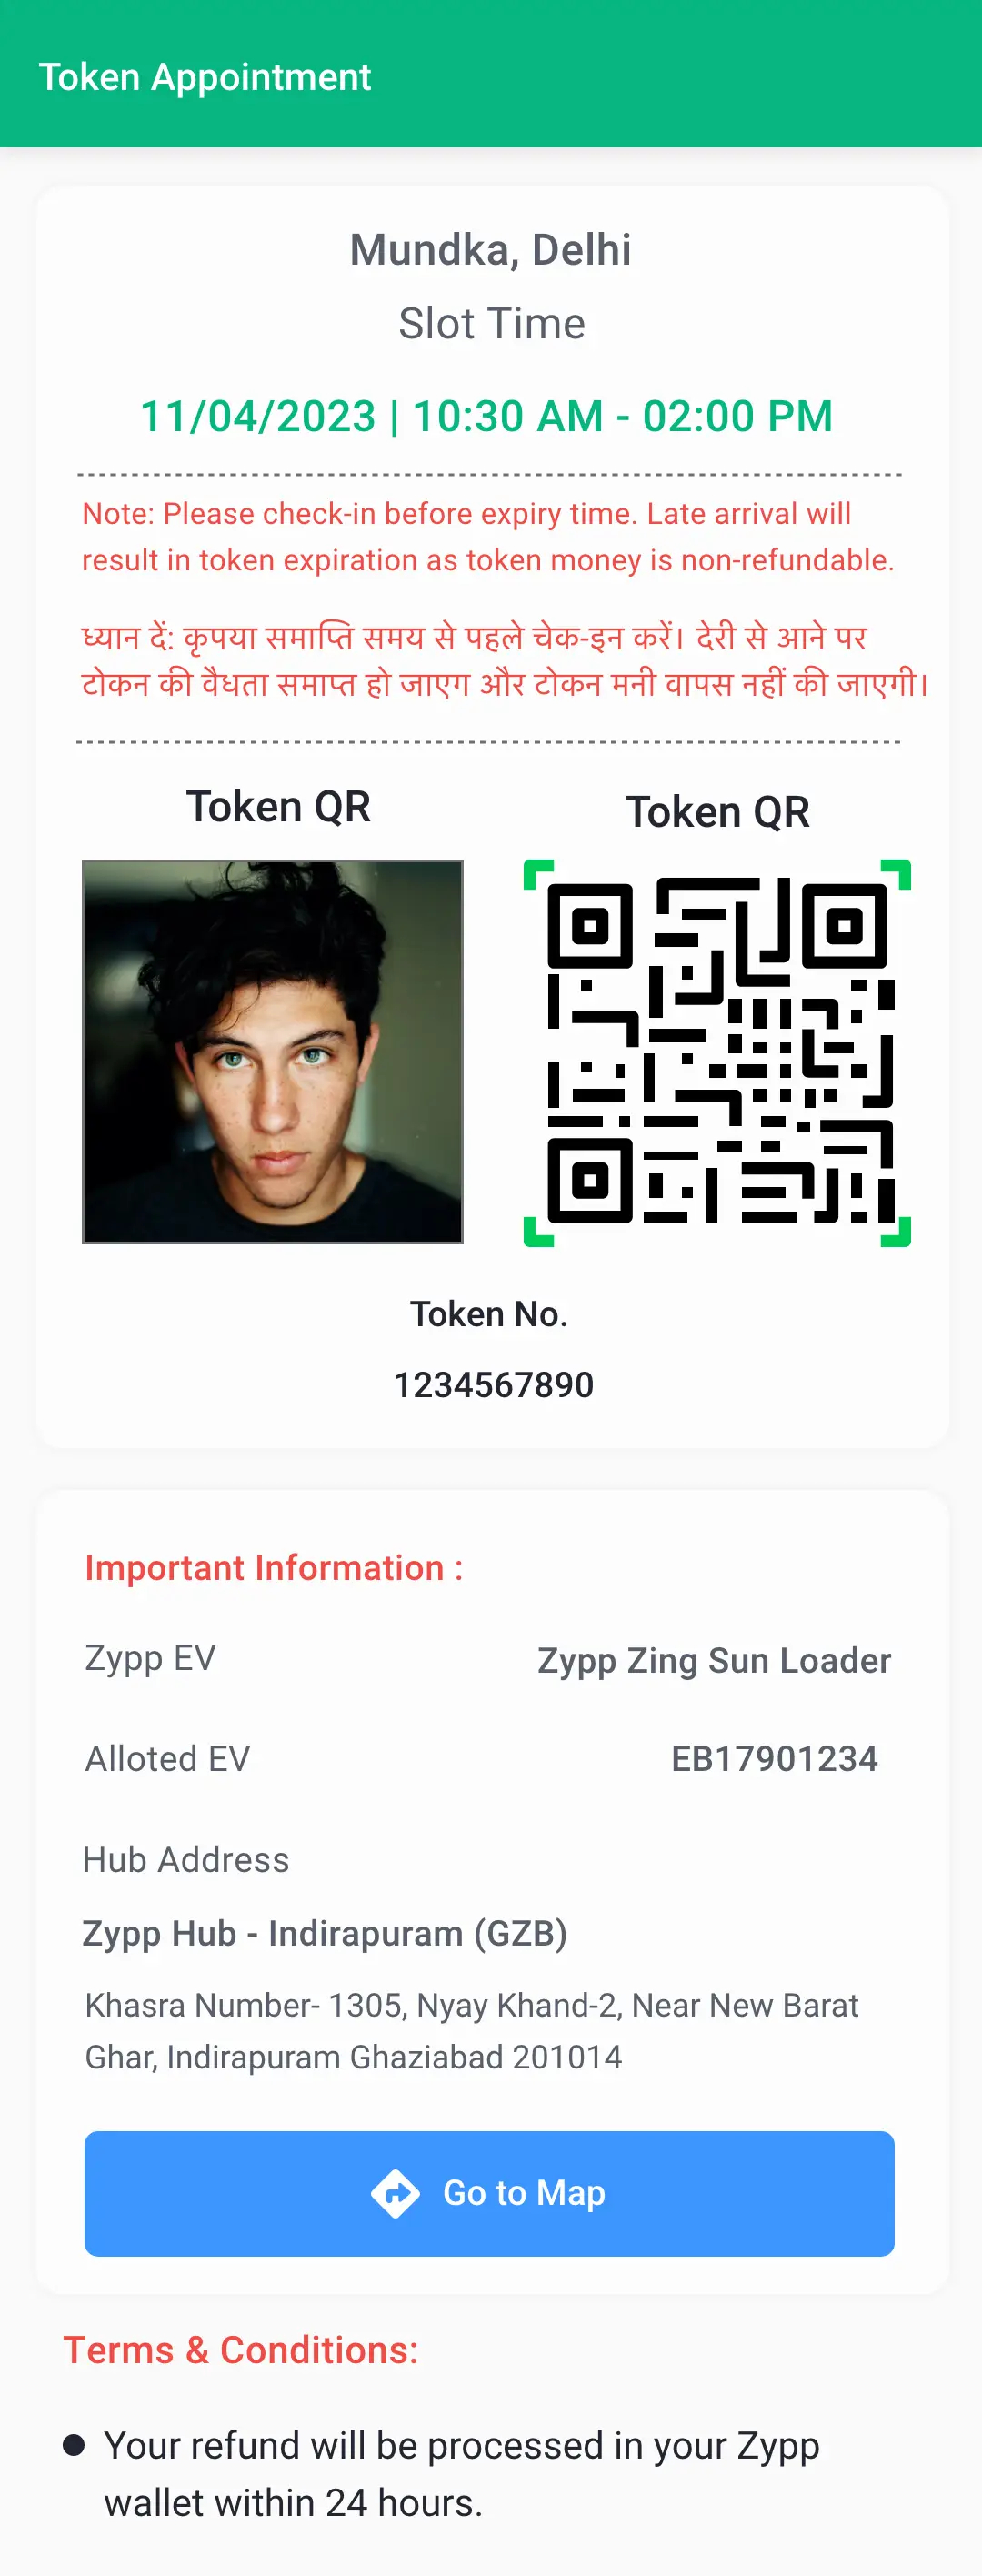 Token Appointment
Mundka, Delhi
Slot Time
11/04/2023 | 10:30 AM - 02:00 PM
Note: Please check-in before expiry time. Late arrival will
result in token expiration as token money is non-refundable.
ध्यान दें: कृपया समाप्ति समय से पहले चेक-इन करें। देरी से आने पर
टोकन की वैधता समाप्त हो जाएग और टोकन मनी वापस नहीं की जाएगी।
Token QR
Token QR
Token No.
1234567890
Important Information :
Zypp EV
Zypp Zing Sun Loader
Alloted EV
EB17901234
Hub Address
Zypp Hub - Indirapuram (GZB)
Khasra Number- 1305, Nyay Khand-2, Near New Barat
Ghar, Indirapuram Ghaziabad 201014
Go to Map
Terms & Conditions:
Your refund will be processed in your Zypp
wallet within 24 hours.